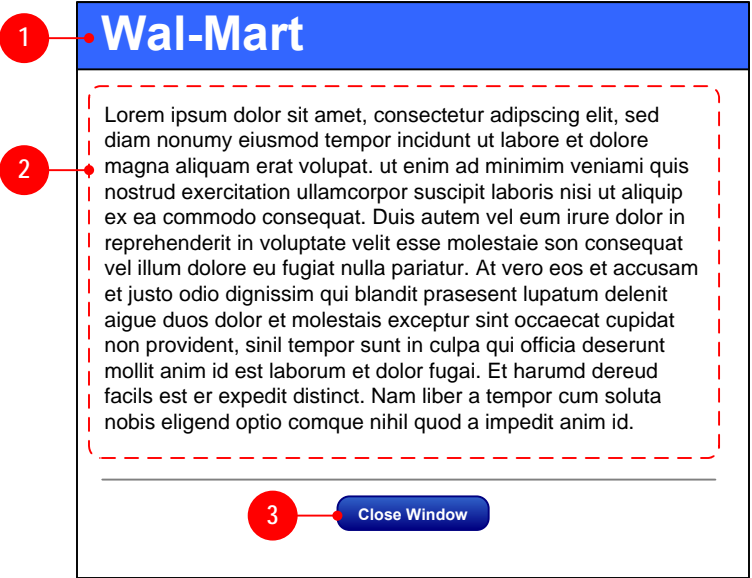 1
Wal-Mart
2
Lorem ipsum dolor sit amet, consectetur adipscing elit, sed
diam nonumy eiusmod tempor incidunt ut labore et dolore
magna aliquam erat volupat. ut enim ad minimim veniami quis
nostrud exercitation ullamcorpor suscipit laboris nisi ut aliquip
ex ea commodo consequat. Duis autem vel eum irure dolor in
reprehenderit in voluptate velit esse molestaie son consequat
vel illum dolore eu fugiat nulla pariatur. At vero eos et accusam
et justo odio dignissim qui blandit prasesent lupatum delenit
aigue duos dolor et molestais exceptur sint occaecat cupidat
non provident, sinil tempor sunt in culpa qui officia deserunt
mollit anim id est laborum et dolor fugai. Et harumd dereud
facils est er expedit distinct. Nam liber a tempor cum soluta
nobis eligend optio comque nihil quod a impedit anim id.
3
Close Window